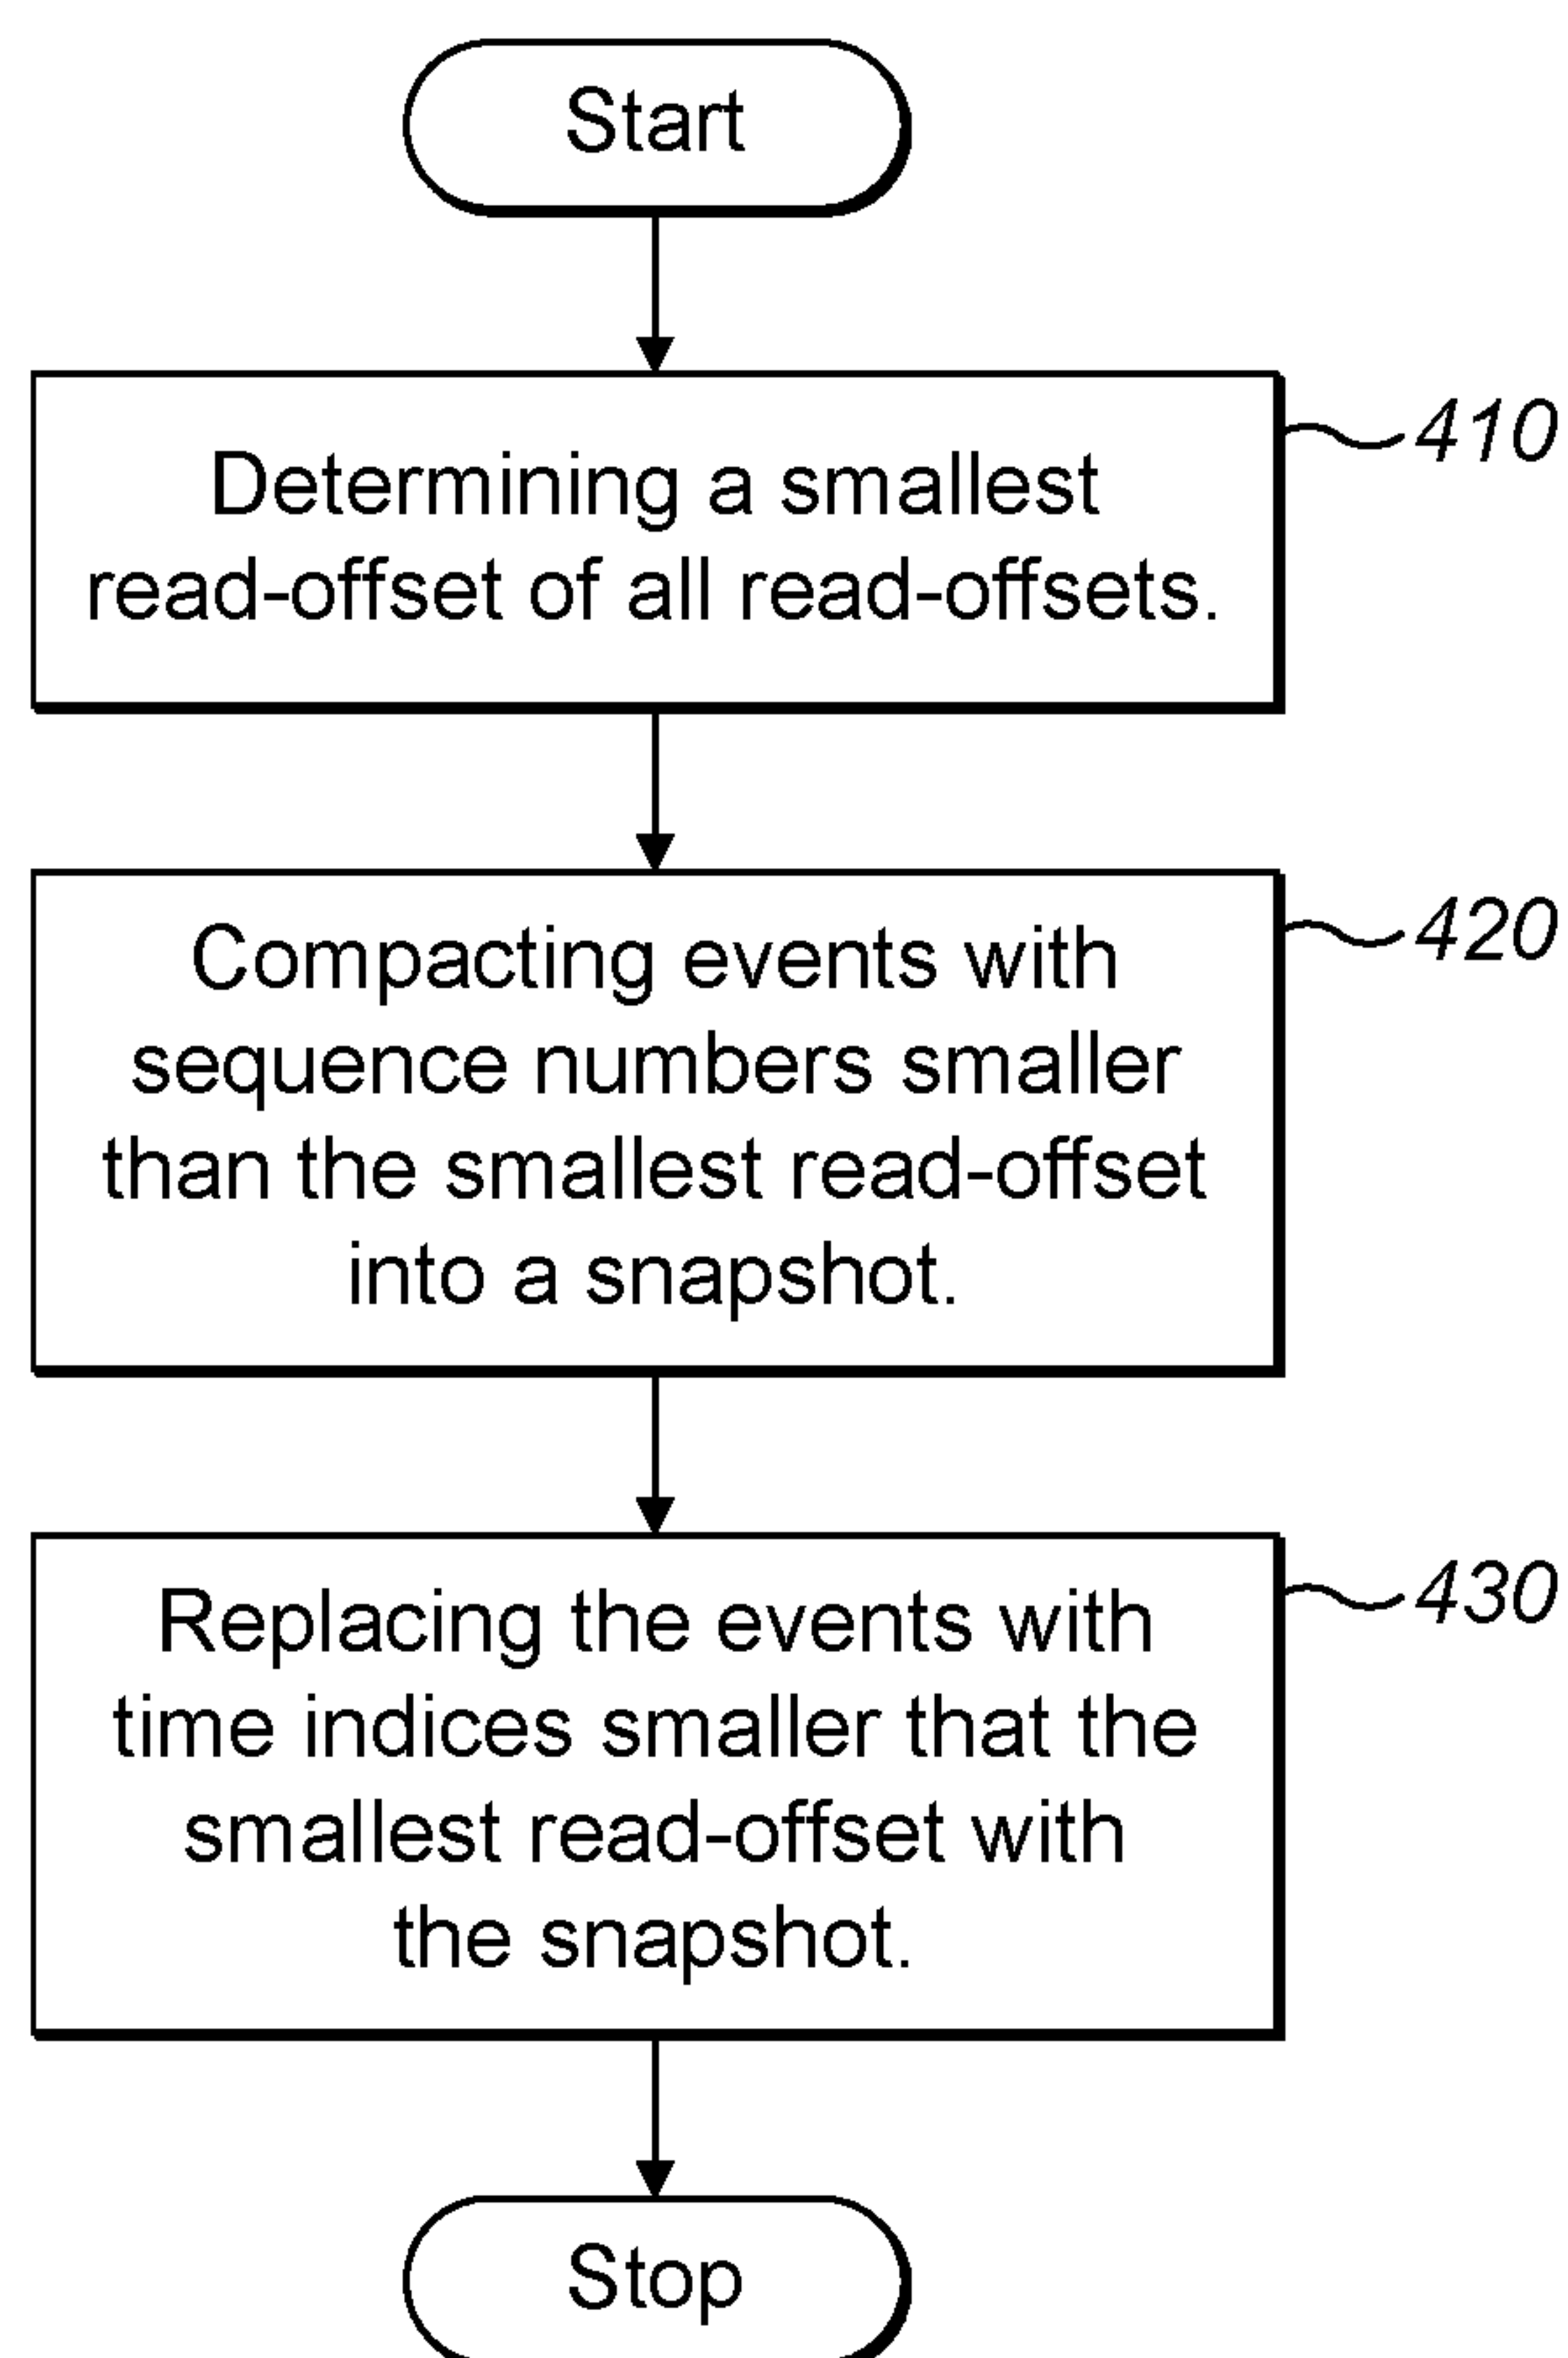 Start
410
Determining a smallest
read-offset of all read-offsets.
420
Compacting events with
sequence numbers smaller
than the smallest read-offset
into a snapshot.
430
Replacing the events with
time indices smaller that the
smallest read-offset with
the snapshot.
Stop